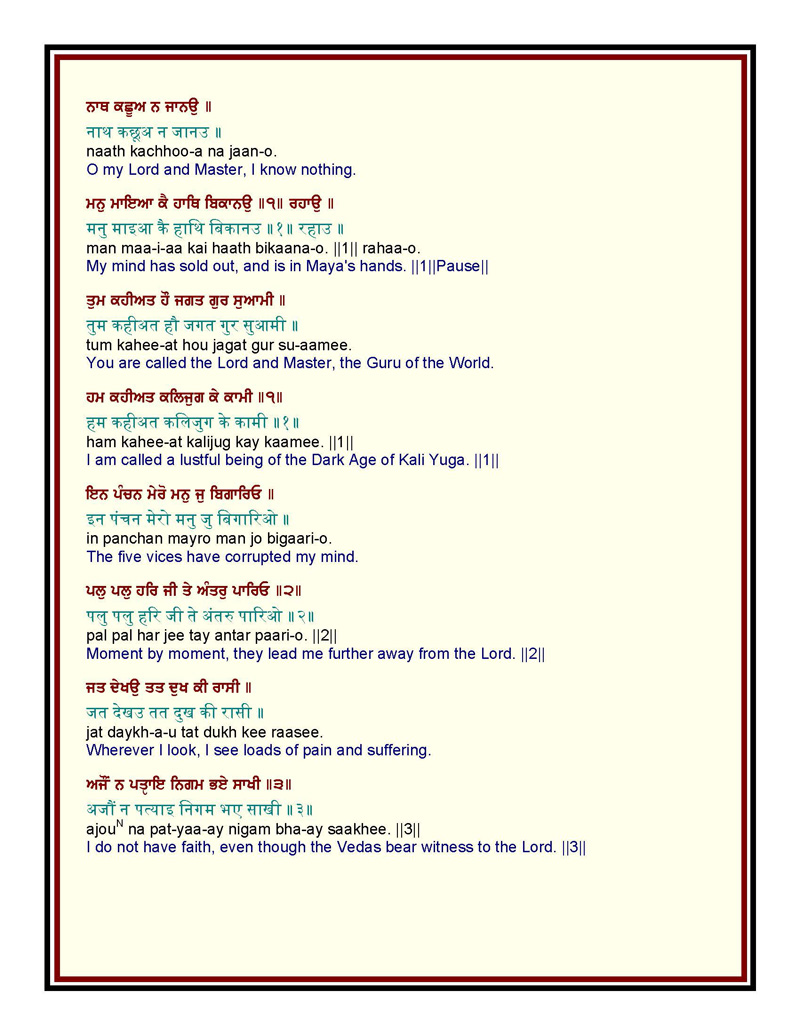 ਨਾਥ ਕਛੂਅ ਨ ਜਾਨਉ ॥
नाथ कछूअ न जानउ ॥
naath kachhoo-a na jaan-o.
O my Lord and Master, I know nothing.
ਮਨੁ ਮਾਇਆ ਕੈ ਹਾਥਿ ਬਿਕਾਨਉ ॥੧॥ ਰਹਾਉ ॥
मनु माइआ कै हाथि बिकानउ ॥१॥ रहाउ ॥
man maa-i-aa kai haath bikaana-o. ||1|| rahaa-o.
My mind has sold out, and is in Maya's hands. ||1||Pause||
ਤੁਮ ਕਹੀਅਤ ਹੌ ਜਗਤ ਗੁਰ ਸੁਆਮੀ ॥
तुम कहीअत हौ जगत गुर सुआमी ॥
tum kahee-at hou jagat gur su-aamee.
You are called the Lord and Master, the Guru of the World.
ਹਮ ਕਹੀਅਤ ਕਲਿਜੁਗ ਕੇ ਕਾਮੀ ॥੧॥
हम कहीअत कलिजुग के कामी ॥१॥
ham kahee-at kalijug kay kaamee. ||1||
I am called a lustful being of the Dark Age of Kali Yuga. ||1||
ਇਨ ਪੰਚਨ ਮੇਰੋ ਮਨੁ ਜੁ ਬਿਗਾਰਿਓ ॥
इन पंचन मेरो मनु जु बिगारिओ ॥
in panchan mayro man jo bigaari-o.
The five vices have corrupted my mind.
ਪਲੁ ਪਲੁ ਹਰਿ ਜੀ ਤੇ ਅੰਤਰੁ ਪਾਰਿਓ ॥੨॥
पलु पलु हरि जी ते अंतरु पारिओ ॥२॥
pal pal har jee tay antar paari-o. ||2||
Moment by moment, they lead me further away from the Lord. ||2||
ਜਤ ਦੇਖਉ ਤਤ ਦੁਖ ਕੀ ਰਾਸੀ ॥
जत देखउ तत दुख की रासी ॥
jat daykh-a-u tat dukh kee raasee.
Wherever I look, I see loads of pain and suffering.
ਅਜੌਂ ਨ ਪਤ੍ਯਾਇ ਨਿਗਮ ਭਏ ਸਾਖੀ ॥੩॥
अजौं न पत्याइ निगम भए साखी ॥३॥
ajouN na pat-yaa-ay nigam bha-ay saakhee. ||3||
I do not have faith, even though the Vedas bear witness to the Lord. ||3||